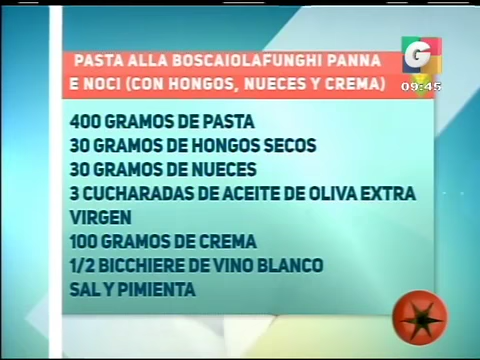 PASTA ALLA BOSCAIOLAFUNGHI PANNA
E NOCI (CON HONGOS, NUECES Y CREMA)
G
09:45
400 GRAMOS DE PASTA
30 GRAMOS DE HONGOS SECOS
30 GRAMOS DE NUECES
3 CUCHARADAS DE ACEITE DE OLIVA EXTRA
VIRGEN
100 GRAMOS DE CREMA
1/2 BICCHIERE DE VINO BLANCO
SAL Y PIMIENTA